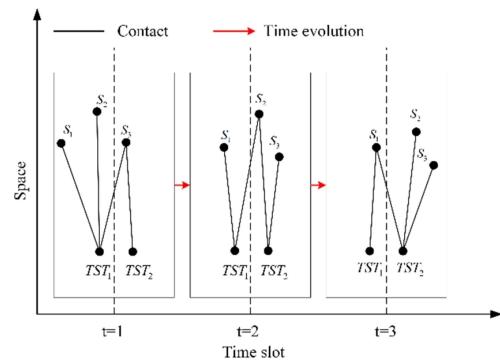 Contact Time evolution
Space
S1 S2 S3 TST1 TST2
S1 S2 S3 TST1 TST2
S1 S2 S3 TST1 TST2
t=1 t=2 t=3
Time slot